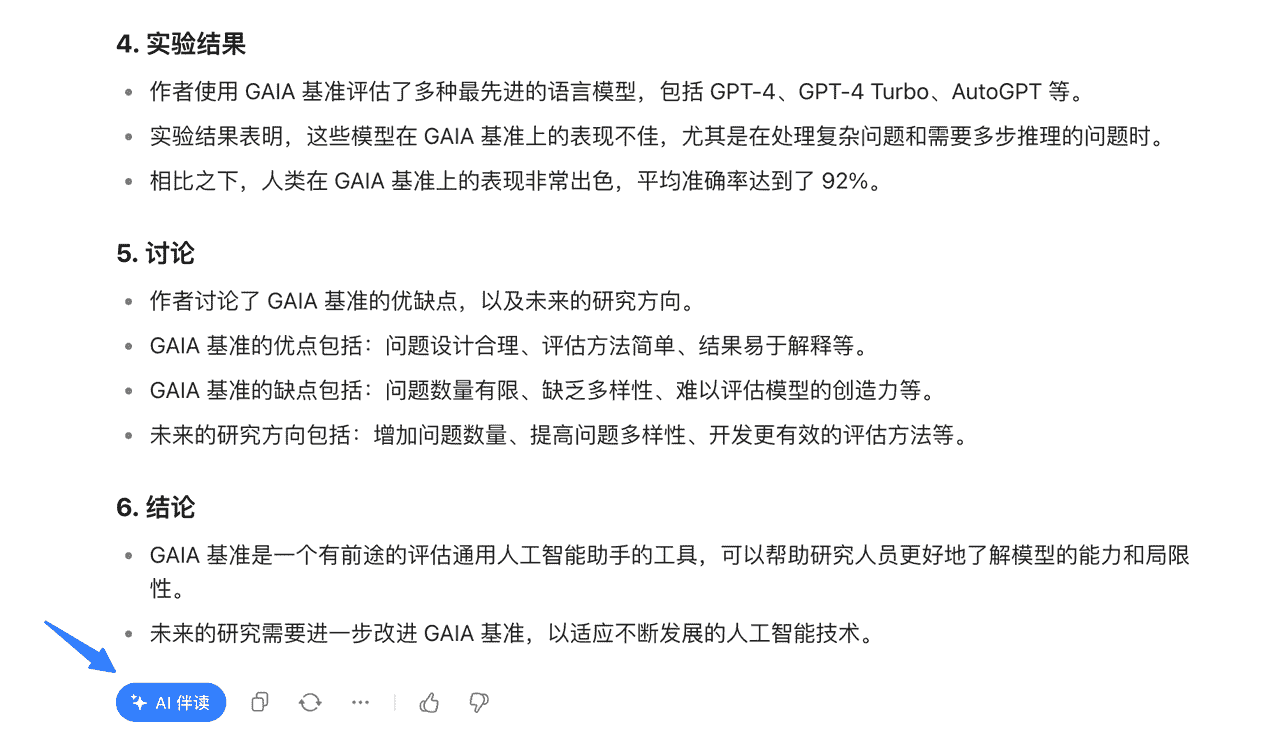 4. 实验结果
• 作者使用 GAIA 基准评估了多种最先进的语言模型，包括 GPT-4、GPT-4 Turbo、AutoGPT 等。
• 实验结果表明，这些模型在 GAIA 基准上的表现不佳，尤其是在处理复杂问题和需要多步推理的问题时。
• 相比之下，人类在 GAIA 基准上的表现非常出色，平均准确率达到了 92%。
5. 讨论
• 作者讨论了 GAIA 基准的优缺点，以及未来的研究方向。
• GAIA 基准的优点包括：问题设计合理、评估方法简单、结果易于解释等。
• GAIA 基准的缺点包括：问题数量有限、缺乏多样性、难以评估模型的创造力等。
• 未来的研究方向包括：增加问题数量、提高问题多样性、开发更有效的评估方法等。
6. 结论
• GAIA 基准是一个有前途的评估通用人工智能助手的工具，可以帮助研究人员更好地了解模型的能力和局限
性。
• 未来的研究需要进一步改进 GAIA 基准，以适应不断发展的人工智能技术。
AI 伴读